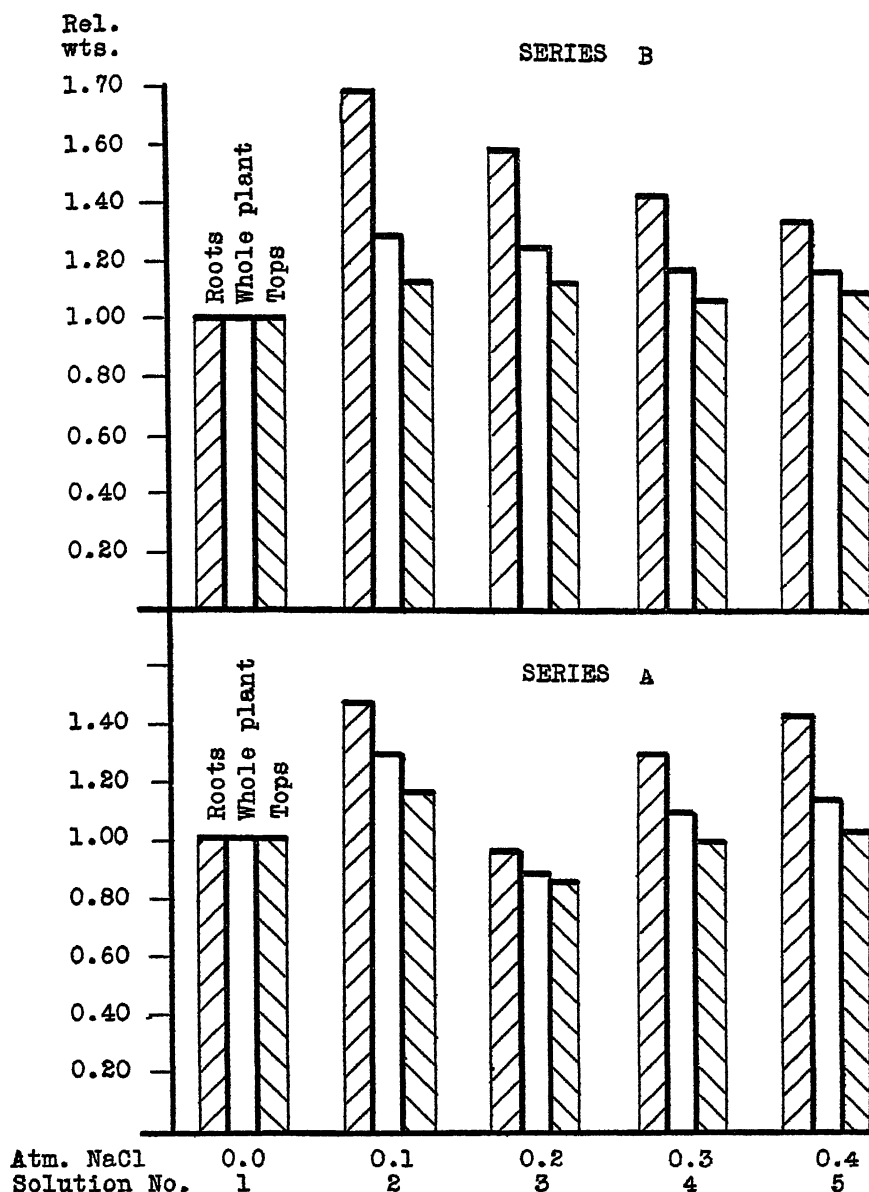 Rel.
wts.
SERIES B
1.70
1.60
1.40
1.20
1.00
0.80
0.60
0.40
0.20
Roots
Whole plant
Tops
SERIES A
1.40
1.20
1.00
0.80
0.60
0.40
0.20
Roots
Whole plant
Tops
Atm. NaCl 0.0 0.1 0.2 0.3 0.4
Solution No. 1 2 3 4 5